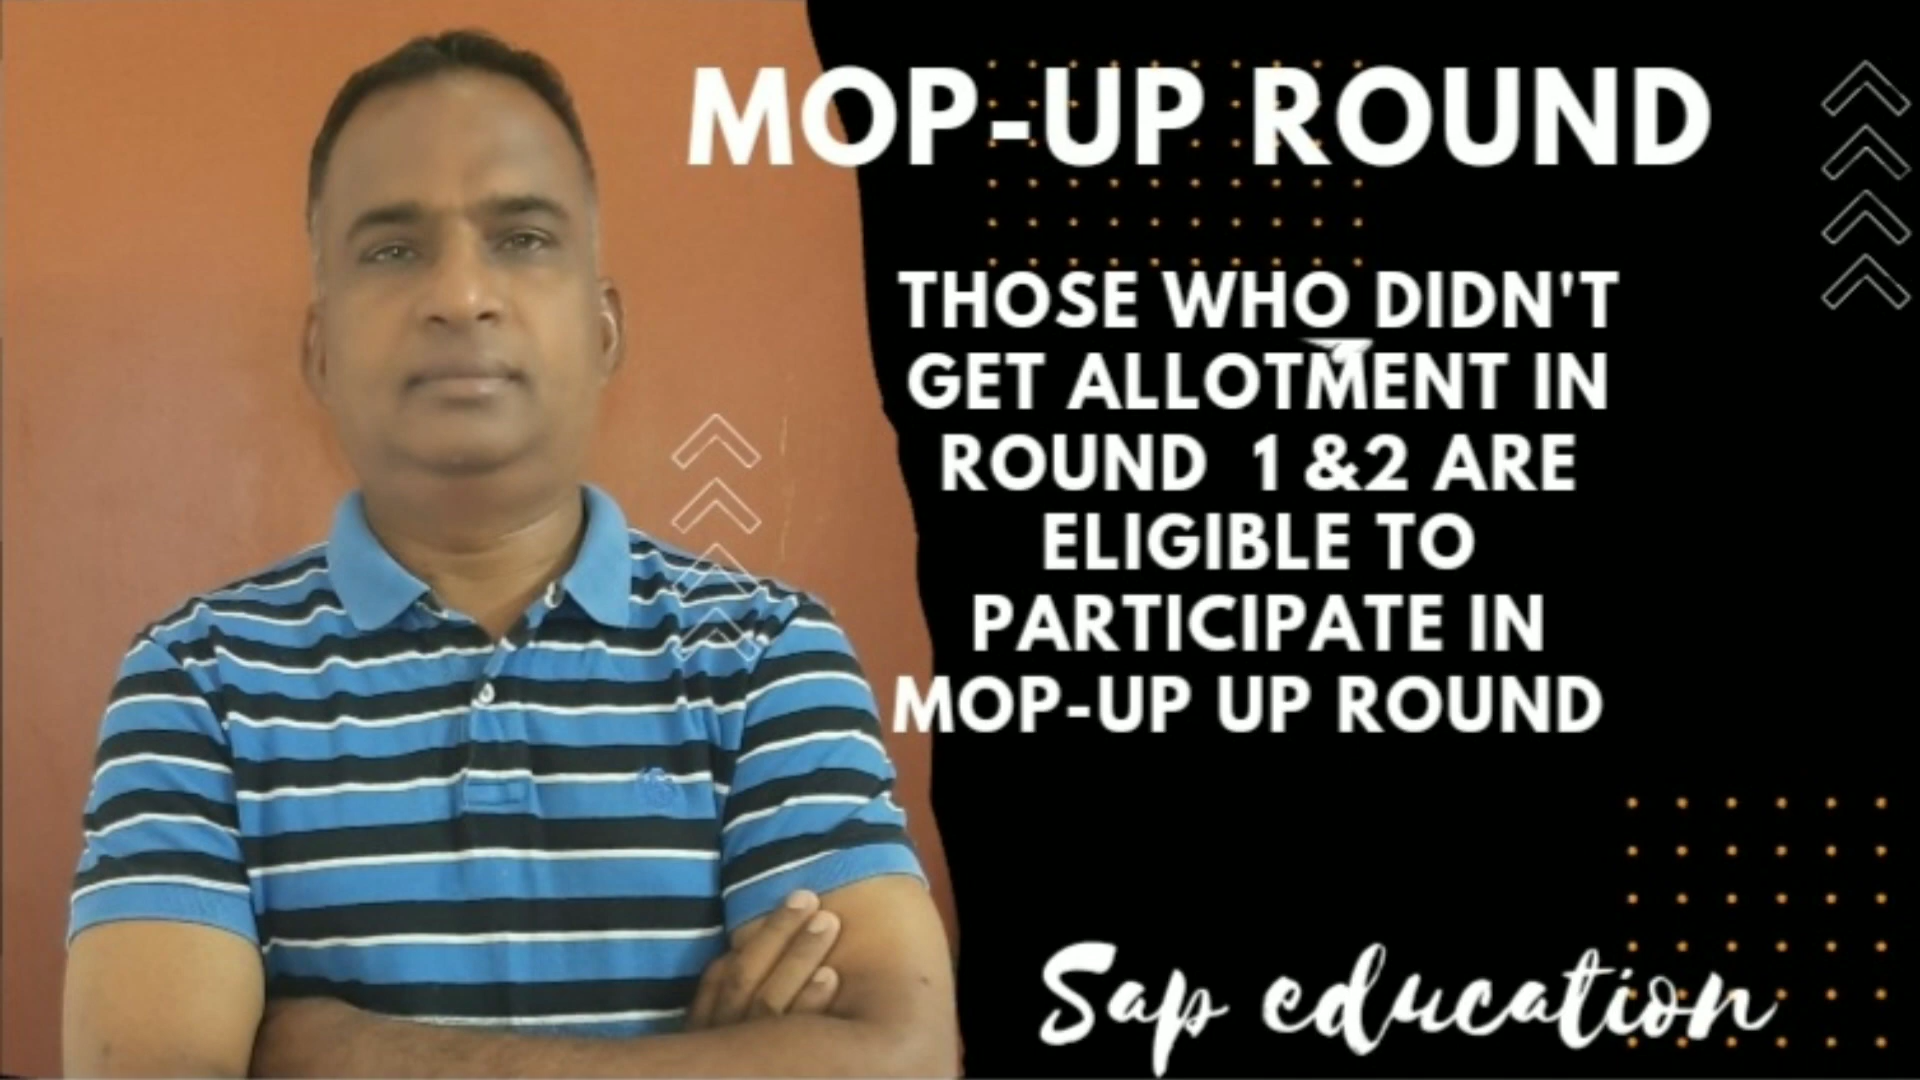 MOP-UP ROUND
THOSE WHO DIDN'T
GET ALLOTMENT IN
ROUND 1 &2 ARE
ELIGIBLE TO
PARTICIPATE IN
MOP-UP UP ROUND
Sap education